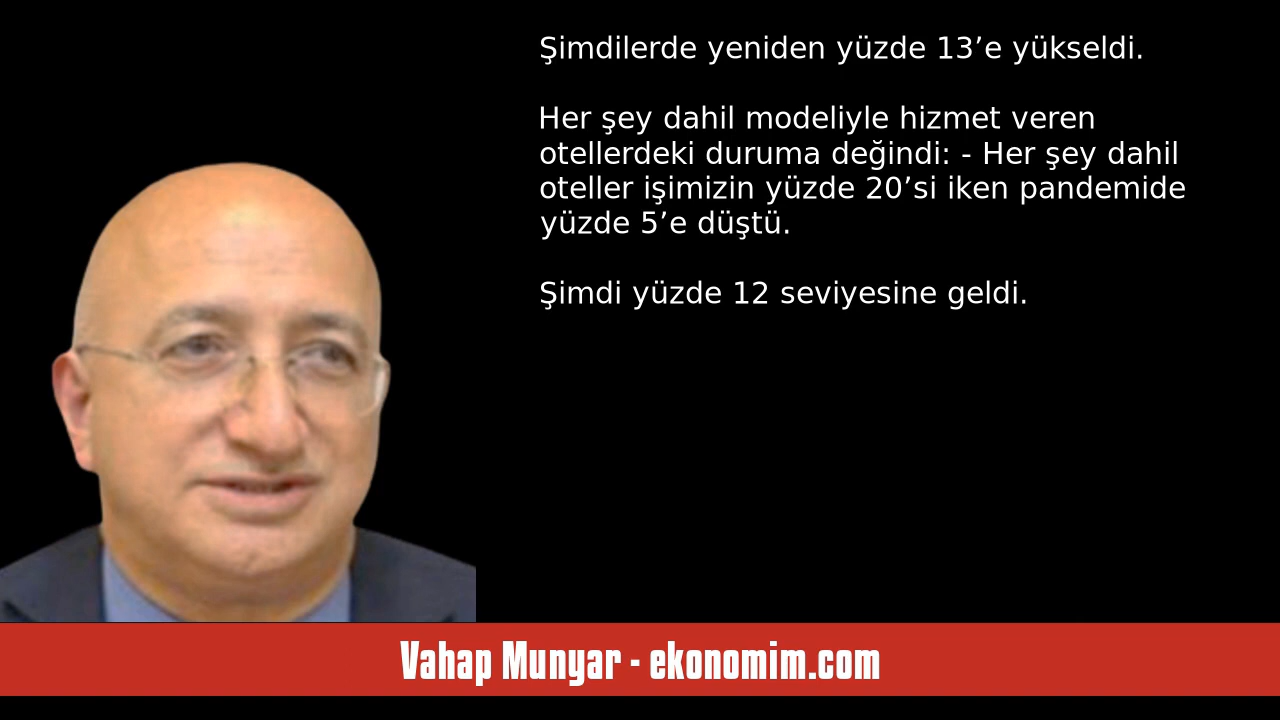 Şimdilerde yeniden yüzde 13’e yükseldi.
Her şey dahil modeliyle hizmet veren
otellerdeki duruma değindi: - Her şey dahil
oteller işimizin yüzde 20’si iken pandemide
yüzde 5’e düştü.
Şimdi yüzde 12 seviyesine geldi.
Vahap Munyar - ekonomim.com